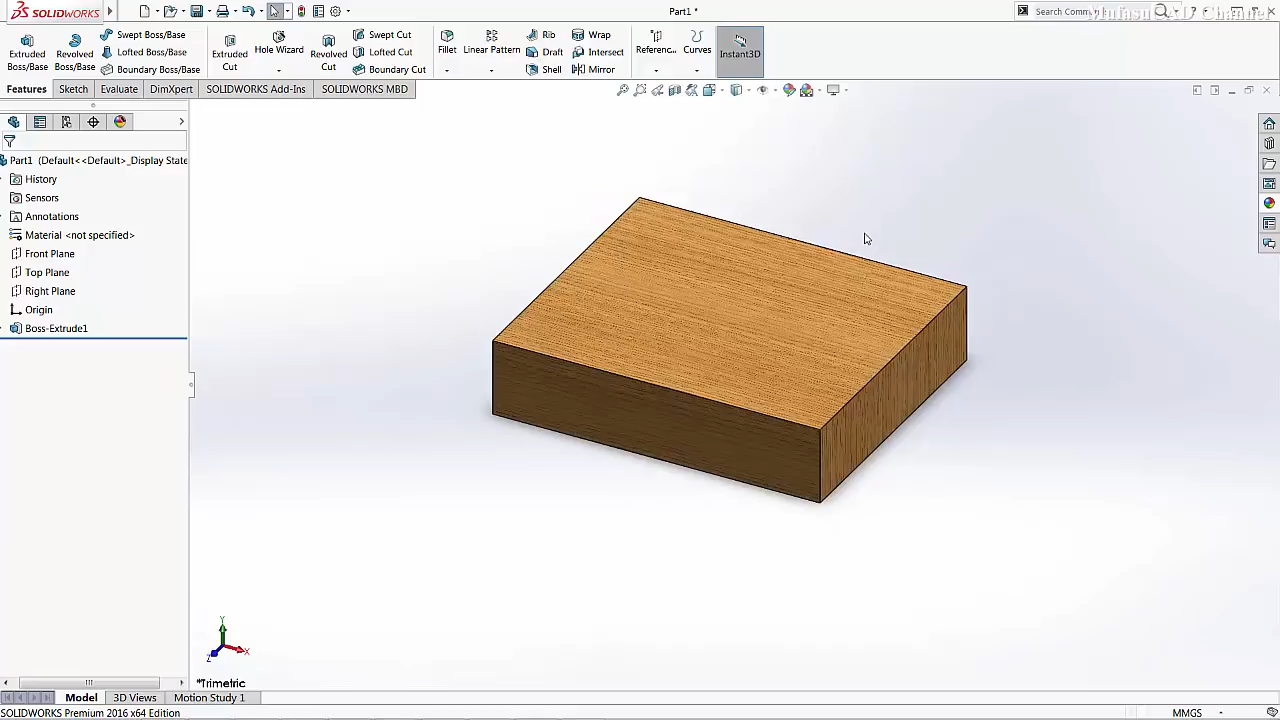 SOLIDWORKS
Part1 *
Search Comm
Mufasu CAD Channel
Extruded Boss/Base
Revolved Boss/Base
Swept Boss/Base
Lofted Boss/Base
Boundary Boss/Base
Extruded Cut
Hole Wizard
Revolved Cut
Swept Cut
Lofted Cut
Boundary Cut
Fillet
Linear Pattern
Rib
Draft
Shell
Wrap
Intersect
Mirror
Referenc...
Curves
Instant3D
Features
Sketch
Evaluate
DimXpert
SOLIDWORKS Add-Ins
SOLIDWORKS MBD
Part1 (Default<<Default>_Display State
History
Sensors
Annotations
Material <not specified>
Front Plane
Top Plane
Right Plane
Origin
Boss-Extrude1
Y
X
Z
*Trimetric
Model
3D Views
Motion Study 1
SOLIDWORKS Premium 2016 x64 Edition
MMGS